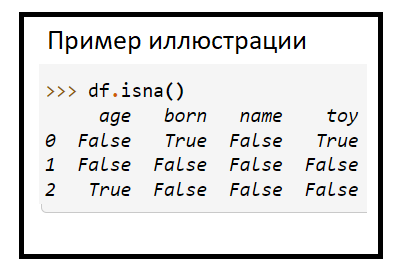 Пример иллюстрации
>>> df.isna()
age born name toy
0 False True False True
1 False False False False
2 True False False False